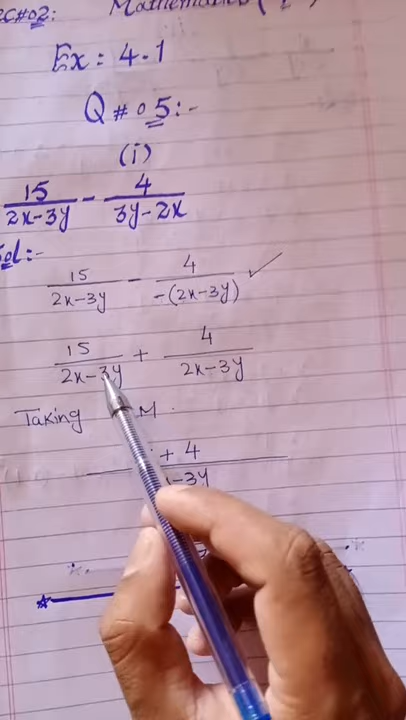 Ex: 4.1
Q # 05:-
(i)
15/(2x-3y) - 4/(3y-2x)
Sol:-
15/(2x-3y) - 4/(-(2x-3y)) ✓
15/(2x-3y) + 4/(2x-3y)
Taking M
+ 4
-3y